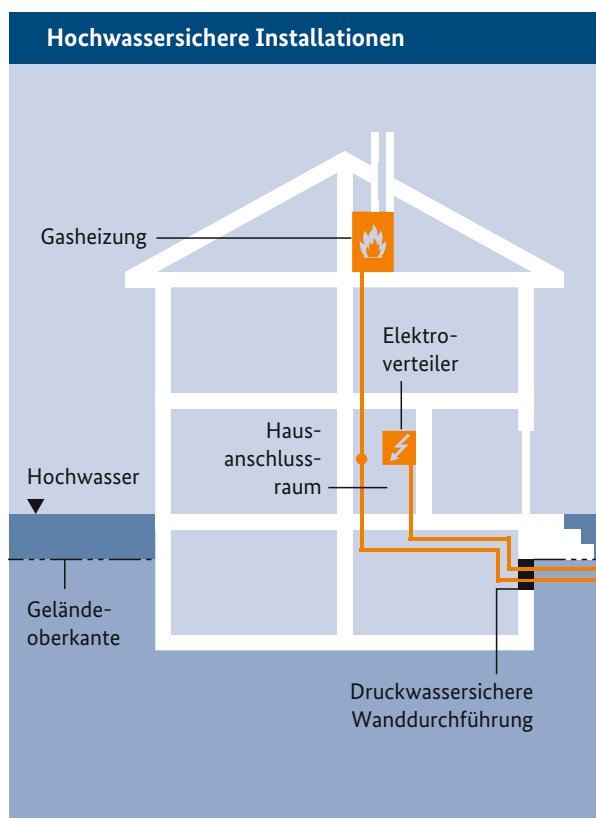 Hochwassersichere Installationen
Gasheizung
Elektro-
verteiler
Haus-
anschluss-
raum
Hochwasser
Gelände-
oberkante
Druckwassersichere
Wanddurchführung